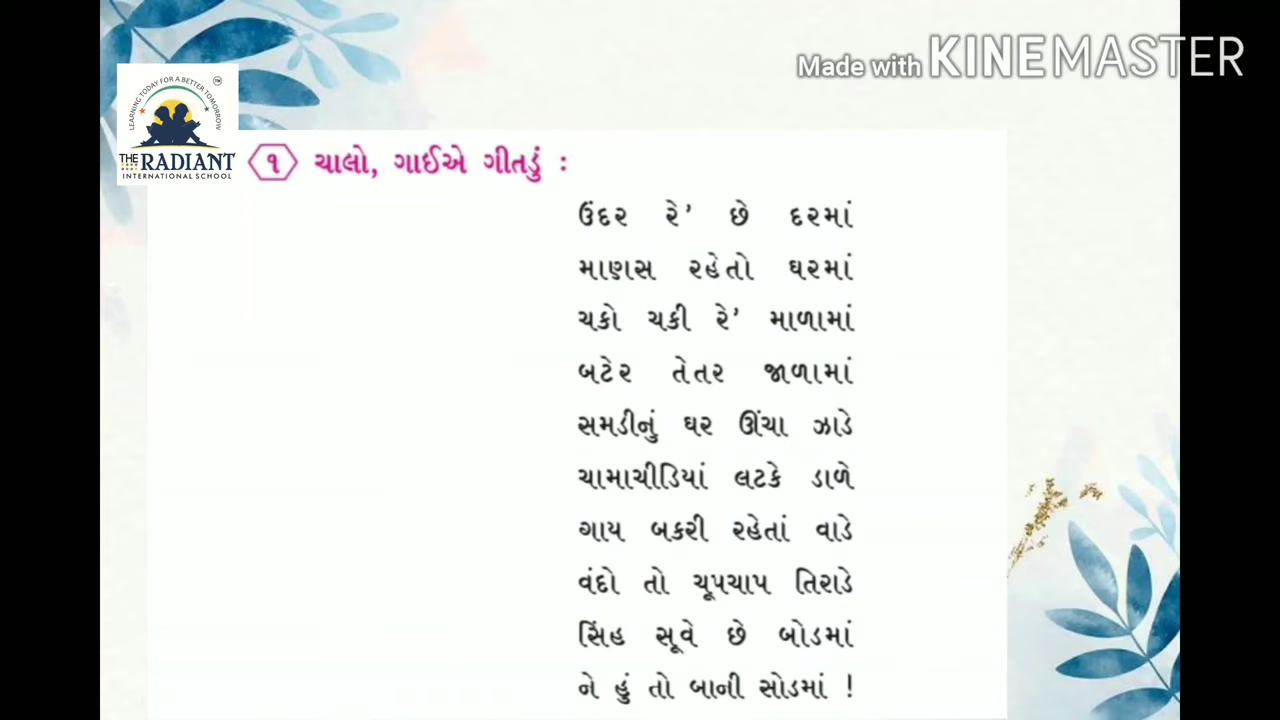 Made with KINEMASTER
LEARNING TODAY FOR A BETTER TOMORROW
TM
THE RADIANT
INTERNATIONAL SCHOOL
૧ ચાલો, ગાઈએ ગીતડું :
ઉંદર રે’ છે દરમાં
માણસ રહેતો ઘરમાં
ચકો ચકી રે’ માળામાં
બટેર તેતર જાળામાં
સમડીનું ઘર ઊંચા ઝાડે
ચામાચીડિયાં લટકે ડાળે
ગાય બકરી રહેતાં વાડે
વંદો તો ચૂપચાપ તિરાડે
સિંહ સૂવે છે બોડમાં
ને હું તો બાની સોડમાં !